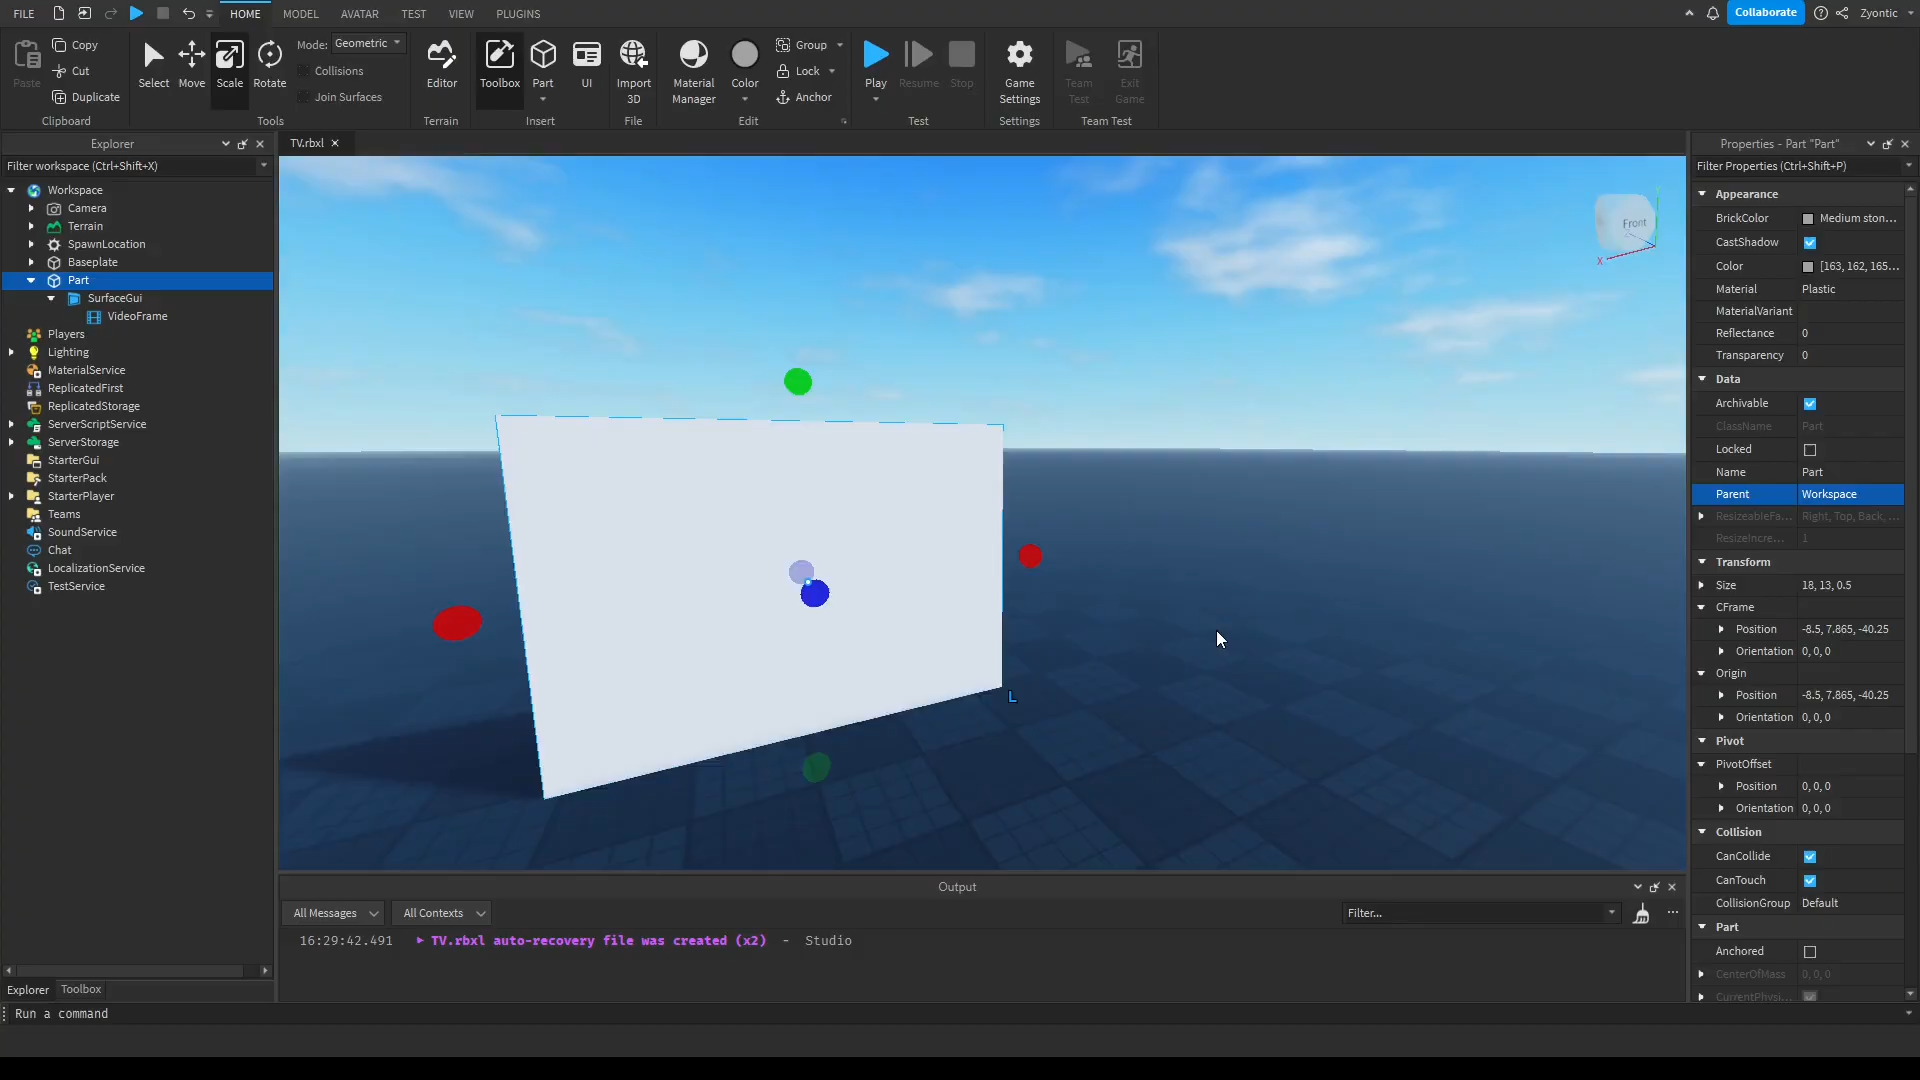 FILE
HOME
MODEL
AVATAR
TEST
VIEW
PLUGINS
Collaborate
Zyontic
Paste
Copy
Cut
Duplicate
Clipboard
Select
Move
Scale
Rotate
Mode: Geometric
Collisions
Join Surfaces
Tools
Editor
Terrain
Toolbox
Part
UI
Insert
Import
3D
File
Material
Manager
Color
Group
Lock
Anchor
Edit
Play
Resume
Stop
Test
Game
Settings
Settings
Team
Test
Exit
Game
Team Test
Explorer
Filter workspace (Ctrl+Shift+X)
Workspace
Camera
Terrain
SpawnLocation
Baseplate
Part
SurfaceGui
VideoFrame
Players
Lighting
MaterialService
ReplicatedFirst
ReplicatedStorage
ServerScriptService
ServerStorage
StarterGui
StarterPack
StarterPlayer
Teams
SoundService
Chat
LocalizationService
TestService
Explorer
Toolbox
TV.rbxl
Front
Y
X
L
Output
All Messages
All Contexts
Filter...
16:29:42.491 TV.rbxl auto-recovery file was created (x2) - Studio
Properties - Part "Part"
Filter Properties (Ctrl+Shift+P)
Appearance
BrickColor Medium ston...
CastShadow
Color [163, 162, 165...
Material Plastic
MaterialVariant
Reflectance 0
Transparency 0
Data
Archivable
ClassName Part
Locked
Name Part
Parent Workspace
ResizeableFa... Right, Top, Back, ...
ResizeIncre... 1
Transform
Size 18, 13, 0.5
CFrame
Position -8.5, 7.865, -40.25
Orientation 0, 0, 0
Origin
Position -8.5, 7.865, -40.25
Orientation 0, 0, 0
Pivot
PivotOffset
Position 0, 0, 0
Orientation 0, 0, 0
Collision
CanCollide
CanTouch
CollisionGroup Default
Part
Anchored
CenterOfMass 0, 0, 0
CurrentPhysi...
Run a command